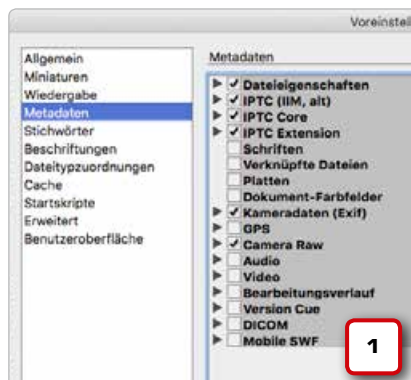 Voreinstell
Allgemein
Miniaturen
Wiedergabe
Metadaten
Stichwörter
Beschriftungen
Dateitypzuordnungen
Cache
Startskripte
Erweitert
Benutzeroberfläche
Metadaten
Dateieigenschaften
IPTC (IIM, alt)
IPTC Core
IPTC Extension
Schriften
Verknüpfte Dateien
Platten
Dokument-Farbfelder
Kameradaten (Exif)
GPS
Camera Raw
Audio
Video
Bearbeitungsverlauf
Version Cue
DICOM
Mobile SWF
1